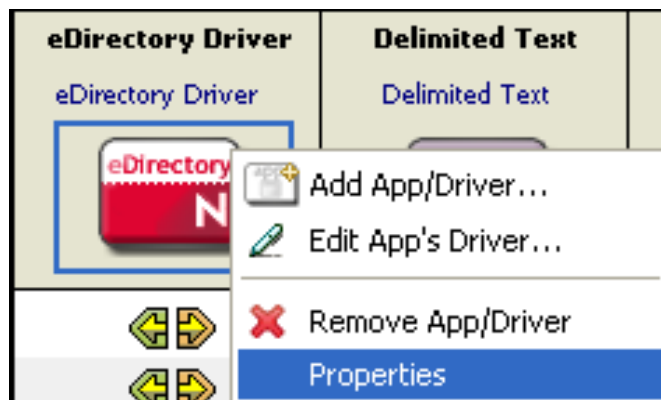 eDirectory Driver
Delimited Text
eDirectory Driver
Delimited Text
eDirectory
N
Add App/Driver...
Edit App's Driver...
Remove App/Driver
Properties